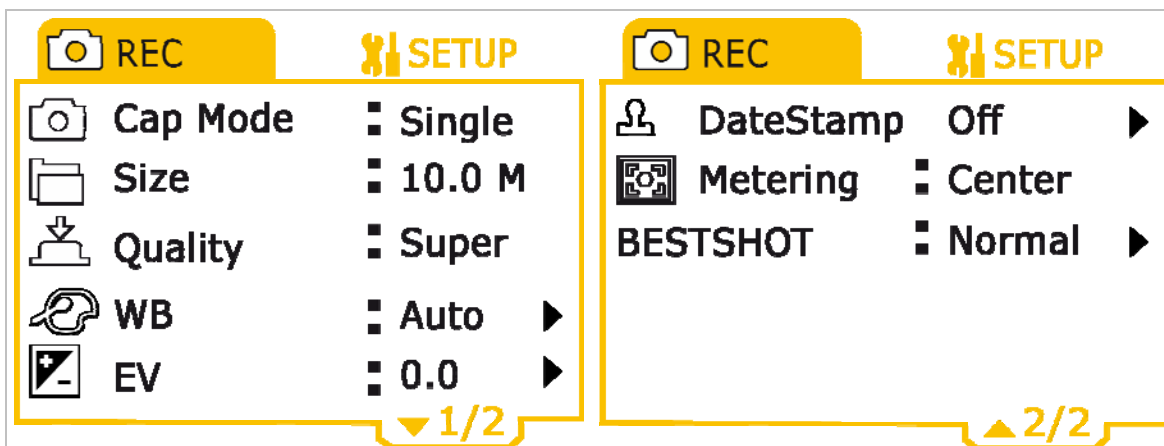 REC SETUP
Cap Mode : Single
Size : 10.0 M
Quality : Super
WB : Auto
EV : 0.0
1/2
REC SETUP
DateStamp Off
Metering : Center
BESTSHOT : Normal
2/2